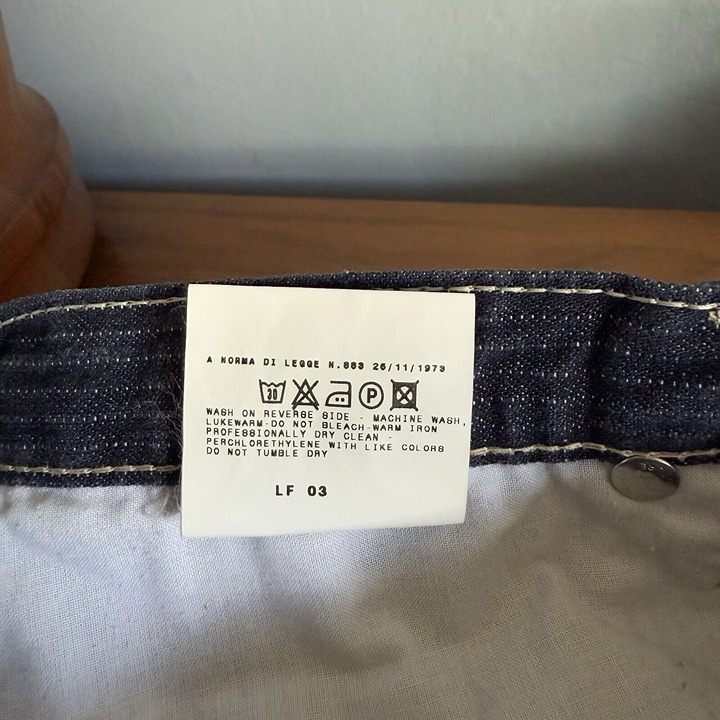 A NORMA DI LEGGE N.883 26/11/1973
30 P
WASH ON REVERSE SIDE - MACHINE WASH,
LUKEWARM-DO NOT BLEACH-WARM IRON
PROFESSIONALLY DRY CLEAN -
PERCHLORETHYLENE WITH LIKE COLORS
DO NOT TUMBLE DRY
LF 03